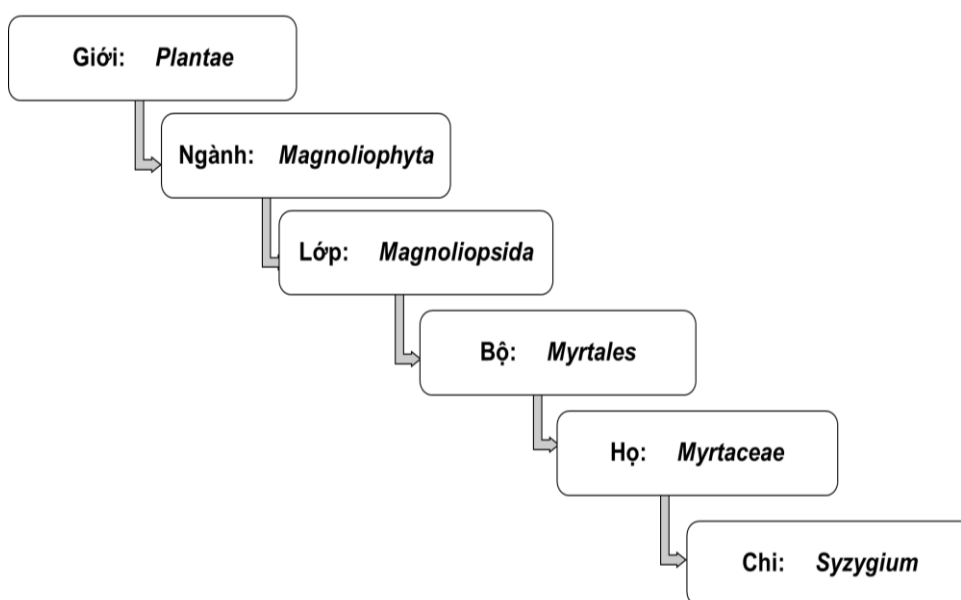 Giới: Plantae
Ngành: Magnoliophyta
Lớp: Magnoliopsida
Bộ: Myrtales
Họ: Myrtaceae
Chi: Syzygium